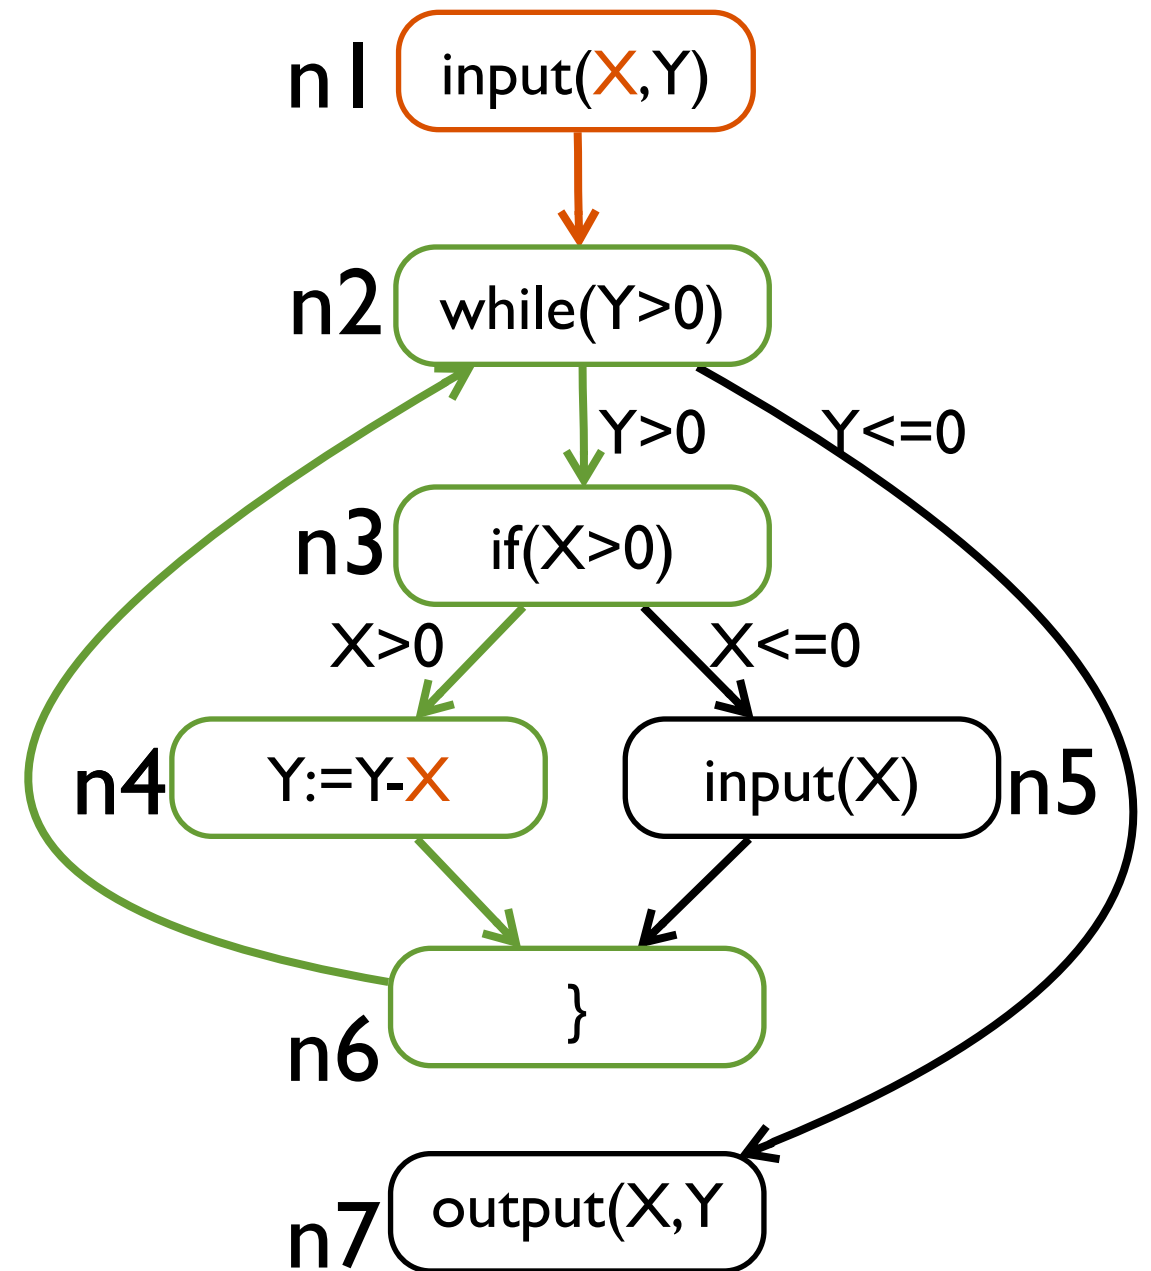 n1
input(X,Y)
n2
while(Y>0)
Y>0
Y<=0
n3
if(X>0)
X>0
X<=0
n4
Y:=Y-X
input(X)
n5
}
n6
output(X,Y
n7